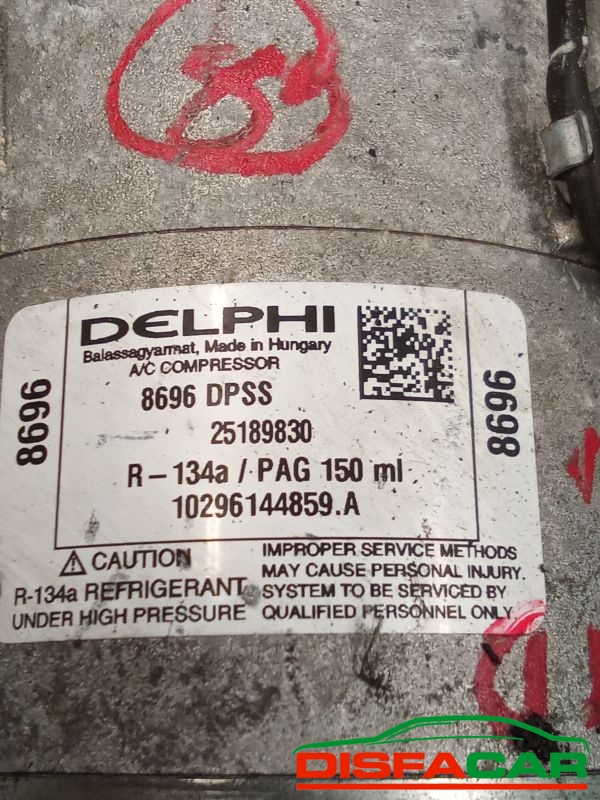 DELPHI
Balassagyarmat, Made in Hungary
A/C COMPRESSOR
8696 DPSS
25189830
R-134a / PAG 150 ml
10296144859.A
8696
8696
CAUTION
R-134a REFRIGERANT
UNDER HIGH PRESSURE
IMPROPER SERVICE METHODS
MAY CAUSE PERSONAL INJURY.
SYSTEM TO BE SERVICED BY
QUALIFIED PERSONNEL ONLY.
DISFACAR